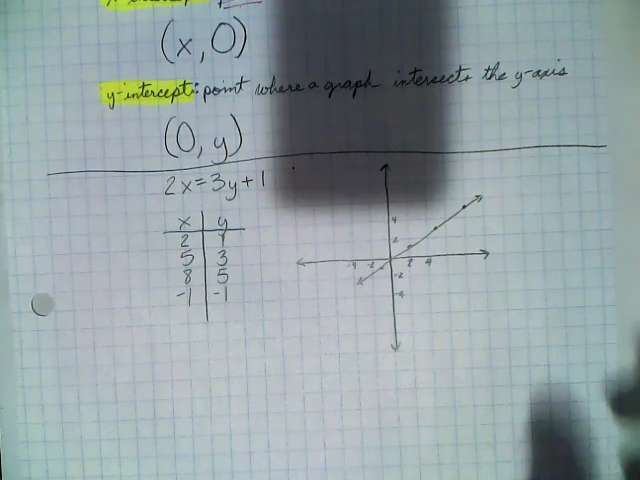 (x, 0)
y-intercept: point where a graph intersects the y-axis
(0, y)
2x=3y+1
x y
2 1
5 3
8 5
-1 -1
4
2
-4 -2 2 4
-2
-4